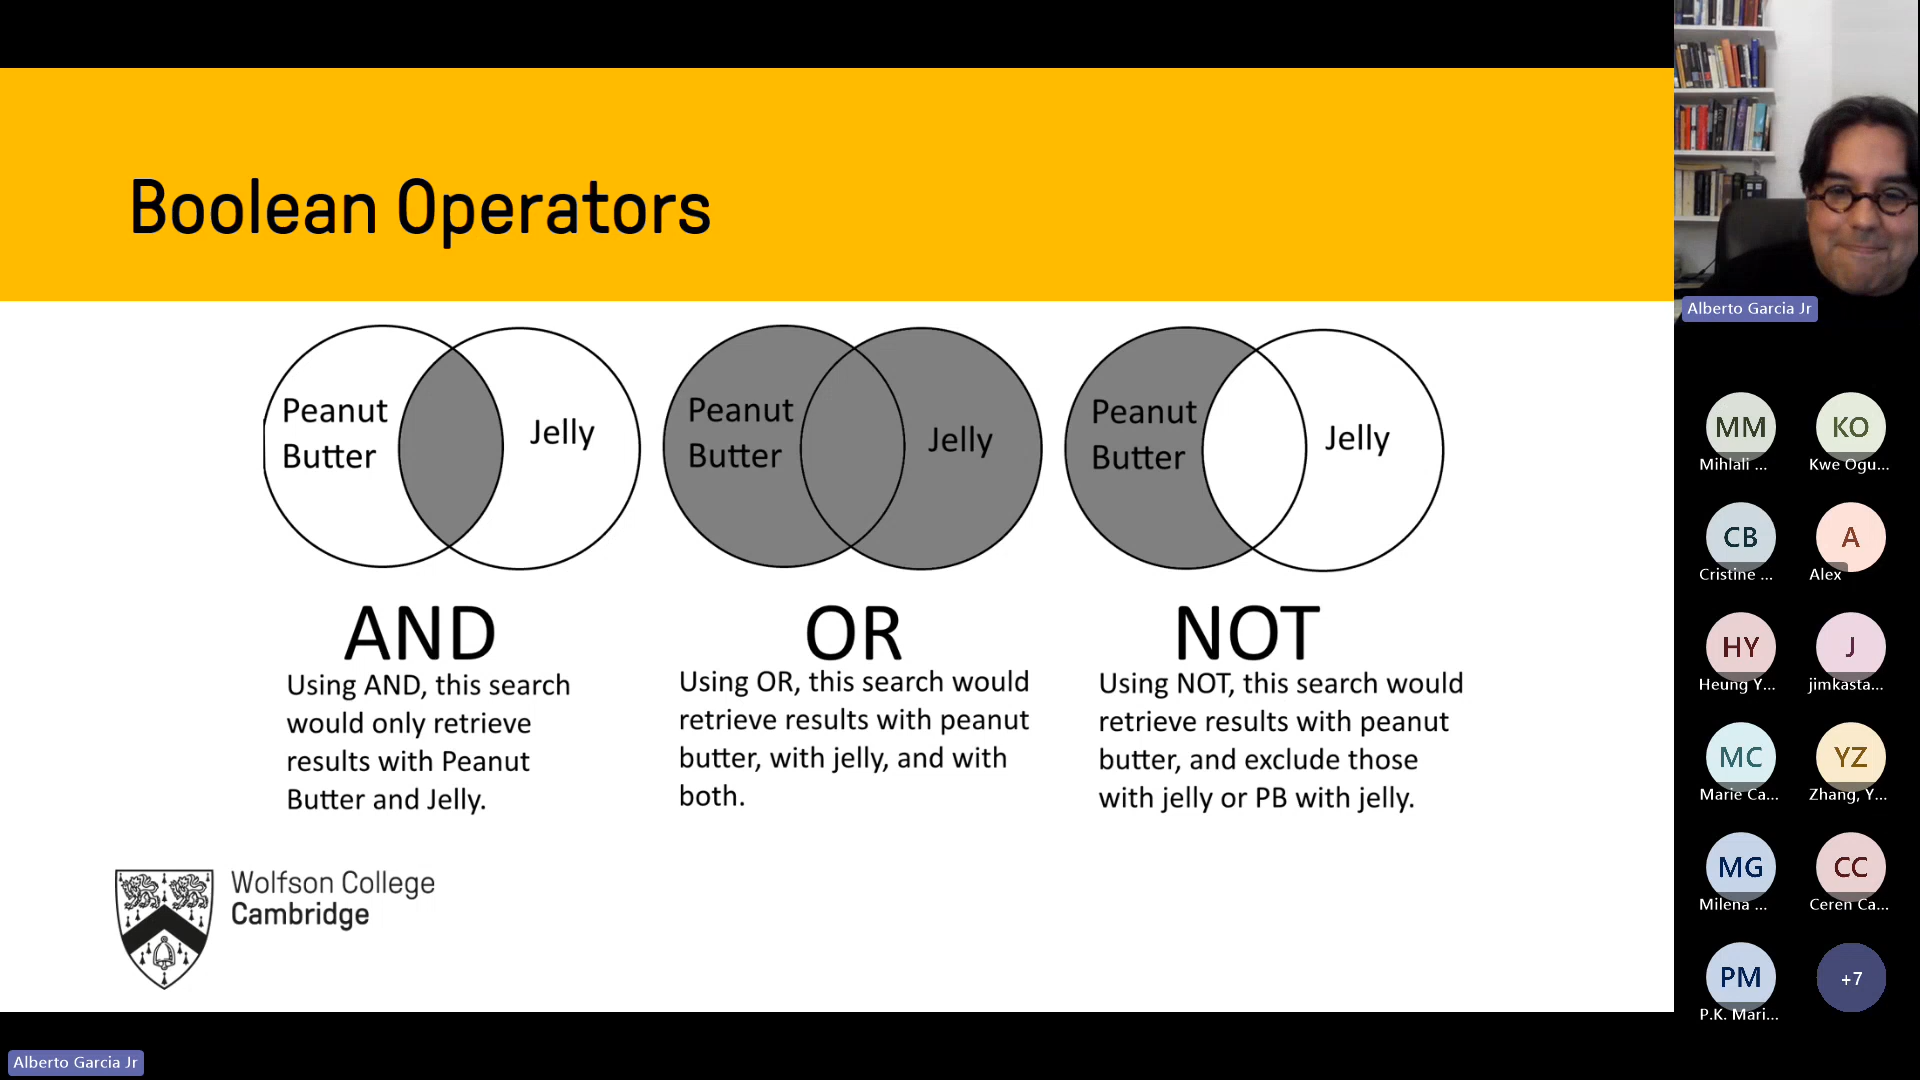 Boolean Operators
Peanut
Butter
Jelly
Peanut
Butter
Jelly
Peanut
Butter
Jelly
AND
Using AND, this search
would only retrieve
results with Peanut
Butter and Jelly.
OR
Using OR, this search would
retrieve results with peanut
butter, with jelly, and with
both.
NOT
Using NOT, this search would
retrieve results with peanut
butter, and exclude those
with jelly or PB with jelly.
Wolfson College
Cambridge
Alberto Garcia Jr
Alberto Garcia Jr
MM
Mihlali ...
KO
Kwe Ogu...
CB
Cristine ...
A
Alex
HY
Heung Y...
J
jimkasta...
MC
Marie Ca...
YZ
Zhang, Y...
MG
Milena ...
CC
Ceren Ca...
PM
P.K. Mari...
+7